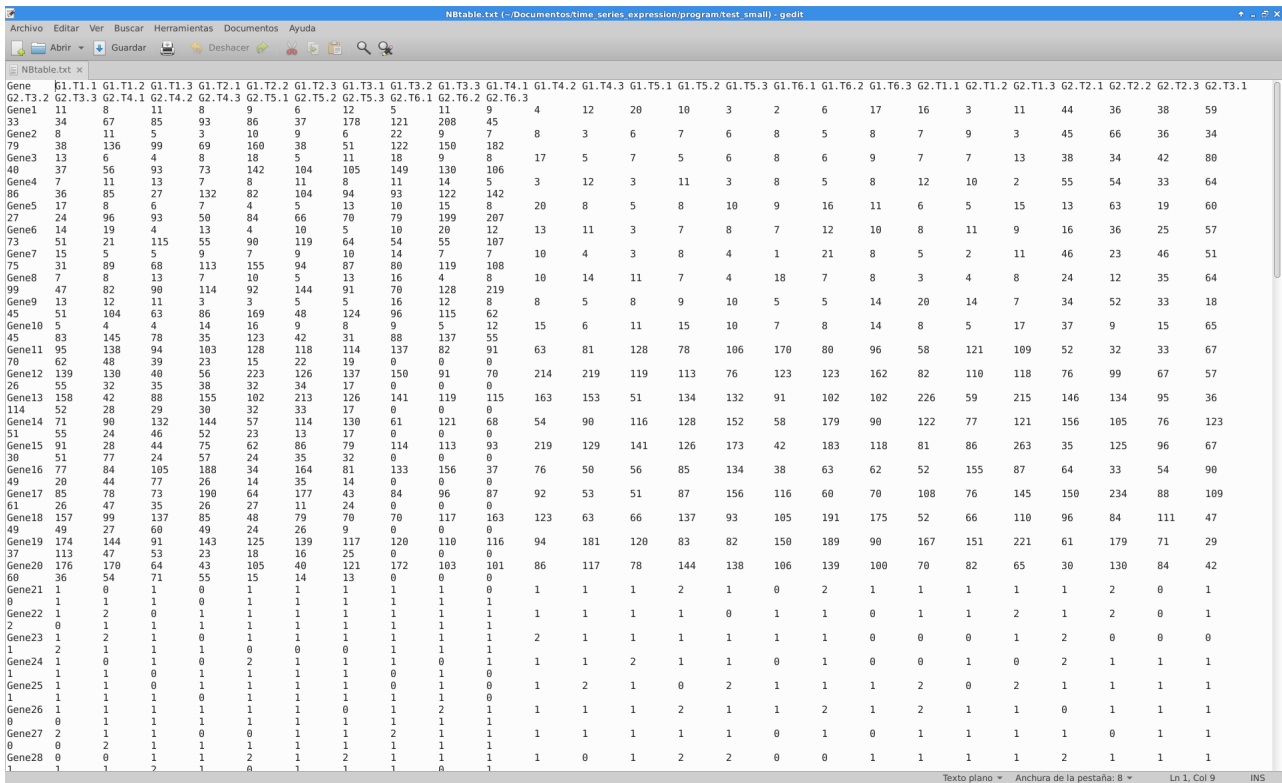 NBtable.txt (~/Documentos/time_series_expression/program/test_small) - gedit
Archivo Editar Ver Buscar Herramientas Documentos Ayuda
Abrir Guardar Deshacer
NBtable.txt ×
Gene G1.T1.1 G1.T1.2 G1.T1.3 G1.T2.1 G1.T2.2 G1.T2.3 G1.T3.1 G1.T3.2 G1.T3.3 G1.T4.1 G1.T4.2 G1.T4.3 G1.T5.1 G1.T5.2 G1.T5.3 G1.T6.1 G1.T6.2 G1.T6.3 G2.T1.1 G2.T1.2 G2.T1.3 G2.T2.1 G2.T2.2 G2.T2.3 G2.T3.1
G2.T3.2 G2.T3.3 G2.T4.1 G2.T4.2 G2.T4.3 G2.T5.1 G2.T5.2 G2.T5.3 G2.T6.1 G2.T6.2 G2.T6.3
Gene1 11 8 11 8 9 6 12 5 11 9 4 12 20 10 3 2 6 17 16 3 11 44 36 38 59
33 34 67 85 93 86 37 178 121 208 45
Gene2 8 11 5 3 10 9 6 22 9 7 8 3 6 7 6 8 5 8 7 9 3 45 66 36 34
79 38 136 99 69 160 38 51 122 150 182
Gene3 13 6 4 8 18 5 11 18 9 8 17 5 7 5 6 8 6 9 7 7 13 38 34 42 80
40 37 56 93 73 142 104 105 149 130 106
Gene4 7 11 13 7 8 11 8 11 14 5 3 12 3 11 3 8 5 8 12 10 2 55 54 33 64
86 36 85 27 132 82 104 94 93 122 142
Gene5 17 8 6 7 4 5 13 10 15 8 20 8 5 8 10 9 16 11 6 5 15 13 63 19 60
27 24 96 93 50 84 66 70 79 199 207
Gene6 14 19 4 13 4 10 5 10 20 12 13 11 3 7 8 7 12 10 8 11 9 16 36 25 57
73 51 21 115 55 90 119 64 54 55 107
Gene7 15 5 5 9 7 9 10 14 7 7 10 4 3 8 4 1 21 8 5 2 11 46 23 46 51
75 31 89 68 113 155 94 87 80 119 108
Gene8 7 8 13 7 10 5 13 16 4 8 10 14 11 7 4 18 7 8 3 4 8 24 12 35 64
99 47 82 90 114 92 144 91 70 128 219
Gene9 13 12 11 3 3 5 5 16 12 8 8 5 8 9 10 5 5 14 20 14 7 34 52 33 18
45 51 104 63 86 169 48 124 96 115 62
Gene10 5 4 4 14 16 9 8 9 5 12 15 6 11 15 10 7 8 14 8 5 17 37 9 15 65
45 83 145 78 35 123 42 31 88 137 55
Gene11 95 138 94 103 128 118 114 137 82 91 63 81 128 78 106 170 80 96 58 121 109 52 32 33 67
70 62 48 39 23 15 22 19 0 0 0
Gene12 139 130 40 56 223 126 137 150 91 70 214 219 119 113 76 123 123 162 82 110 118 76 99 67 57
26 55 32 35 38 32 34 17 0 0 0
Gene13 158 42 88 155 102 213 126 141 119 115 163 153 51 134 132 91 102 102 226 59 215 146 134 95 36
114 52 28 29 30 32 33 17 0 0 0
Gene14 71 90 132 144 57 114 130 61 121 68 54 90 116 128 152 58 179 90 122 77 121 156 105 76 123
51 55 24 46 52 23 13 17 0 0 0
Gene15 91 28 44 75 62 86 79 114 113 93 219 129 141 126 173 42 183 118 81 86 263 35 125 96 67
30 51 77 24 57 24 35 32 0 0 0
Gene16 77 84 105 188 34 164 81 133 156 37 76 50 56 85 134 38 63 62 52 155 87 64 33 54 90
49 20 44 77 26 14 35 14 0 0 0
Gene17 85 78 73 190 64 177 43 84 96 87 92 53 51 87 156 116 60 70 108 76 145 150 234 88 109
61 26 47 35 26 27 11 24 0 0 0
Gene18 157 99 137 85 48 79 70 70 117 163 123 63 66 137 93 105 191 175 52 66 110 96 84 111 47
49 49 27 60 49 24 26 9 0 0 0
Gene19 174 144 91 143 125 139 117 120 110 116 94 181 120 83 82 150 189 90 167 151 221 61 179 71 29
37 113 47 53 23 18 16 25 0 0 0
Gene20 176 170 64 43 105 40 121 172 103 101 86 117 78 144 138 106 139 100 70 82 65 30 130 84 42
60 36 54 71 55 15 14 13 0 0 0
Gene21 1 0 1 0 1 1 1 1 1 0 1 1 1 2 1 0 2 1 1 1 1 1 2 0 1
0 1 1 1 0 1 1 1 1 1 1
Gene22 1 2 0 1 1 1 1 1 1 1 1 1 1 1 0 1 1 0 1 1 2 1 2 0 1
2 0 1 1 1 1 1 1 1 1 1
Gene23 1 2 1 0 1 1 1 1 1 1 2 1 1 1 1 1 1 0 0 0 1 2 0 0 0
1 2 1 1 1 0 0 0 1 1 1
Gene24 1 0 1 0 2 1 1 1 0 1 1 1 2 1 1 0 1 0 0 1 0 2 1 1 1
1 1 1 0 1 1 1 0 1 1 1
Gene25 1 1 0 1 1 1 1 0 1 0 1 2 1 0 2 1 1 1 2 0 2 1 1 1 1
1 1 1 1 0 1 1 1 1 1 0
Gene26 1 1 1 1 1 1 0 1 2 1 1 1 1 2 1 1 2 1 2 1 1 0 1 1 1
0 0 1 1 1 1 1 1 1 1 1
Gene27 2 1 1 0 0 1 1 2 1 1 1 1 1 1 1 0 1 0 1 1 1 1 0 1 1
0 0 2 1 1 1 1 1 1 1 1
Gene28 0 0 1 1 2 1 2 1 1 1 1 0 1 2 2 0 0 1 1 1 1 2 1 1 1
Texto plano Anchura de la pestaña: 8 Ln 1, Col 9 INS